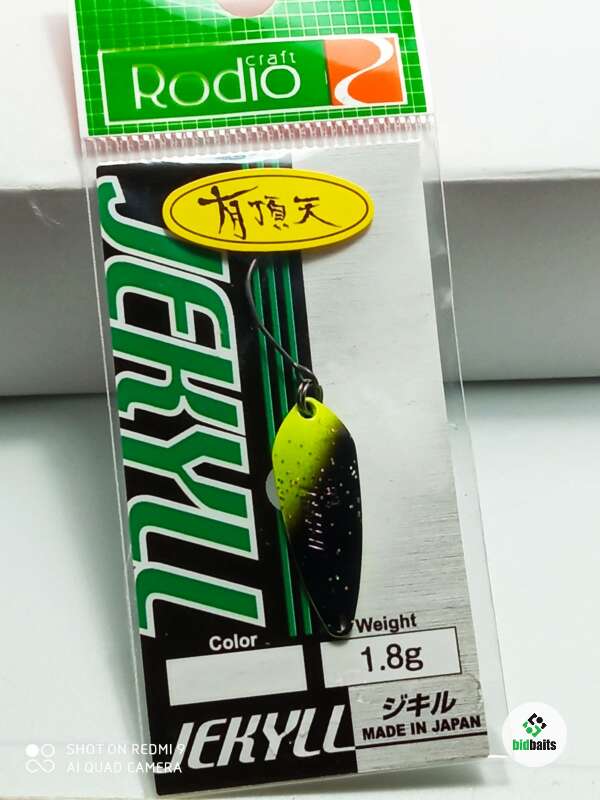 craft
Rodio
有頂天
JEKYLL
Color
Weight
1.8g
JEKYLL
ジキル
MADE IN JAPAN
SHOT ON REDMI 9
AI QUAD CAMERA
bidbaits